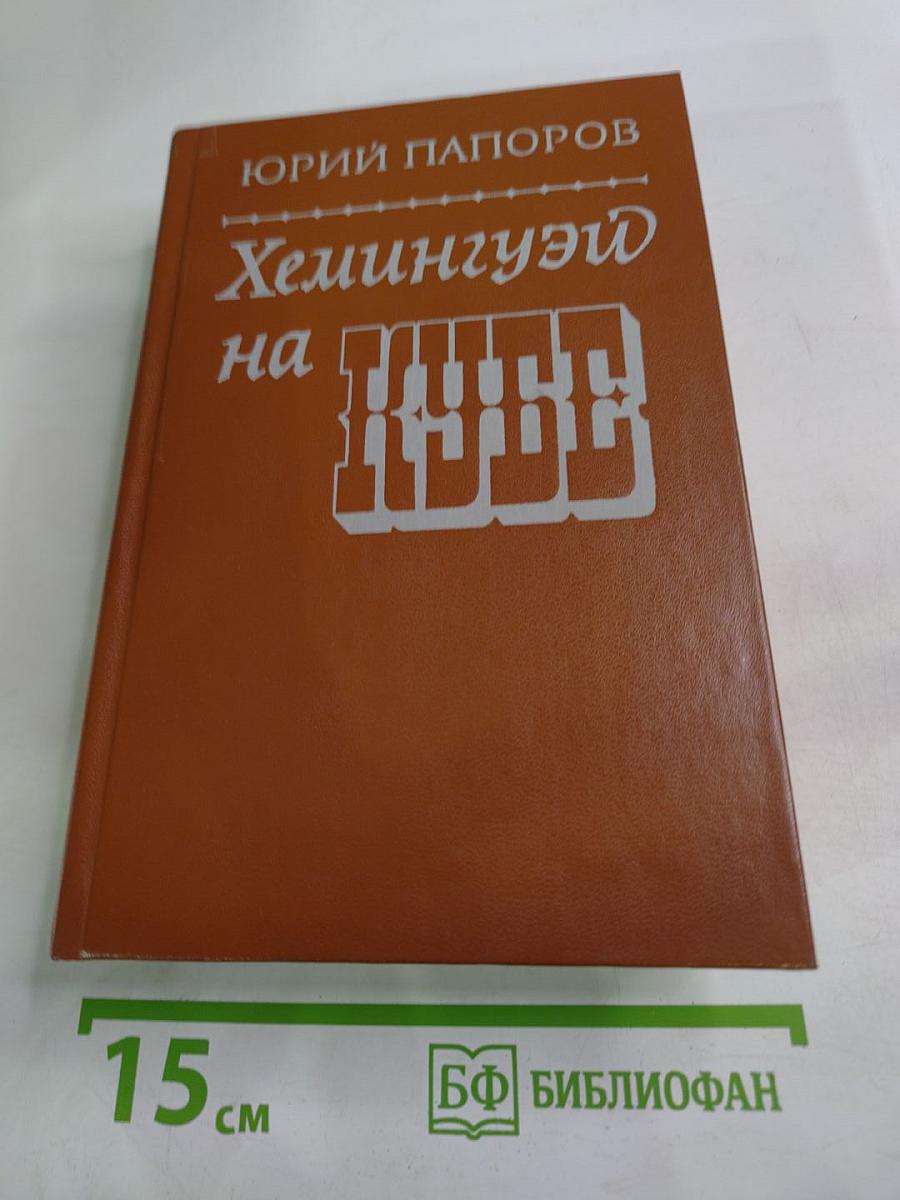 ЮРИЙ ПАПОРОВ
Хемингуэй
на КУБЕ
15 см
БФ БИБЛИОФАН